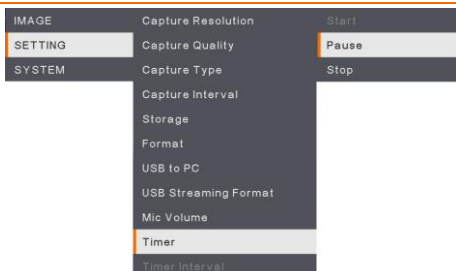 IMAGE
SETTING
SYSTEM
Capture Resolution
Capture Quality
Capture Type
Capture Interval
Storage
Format
USB to PC
USB Streaming Format
Mic Volume
Timer
Timer Interval
Start
Pause
Stop